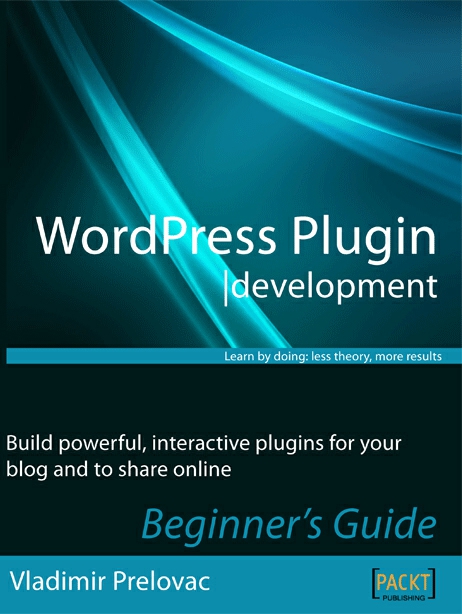 WordPress Plugin
|development
Learn by doing: less theory, more results
Build powerful, interactive plugins for your
blog and to share online
Beginner's Guide
Vladimir Prelovac
[PACKT]
PUBLISHING